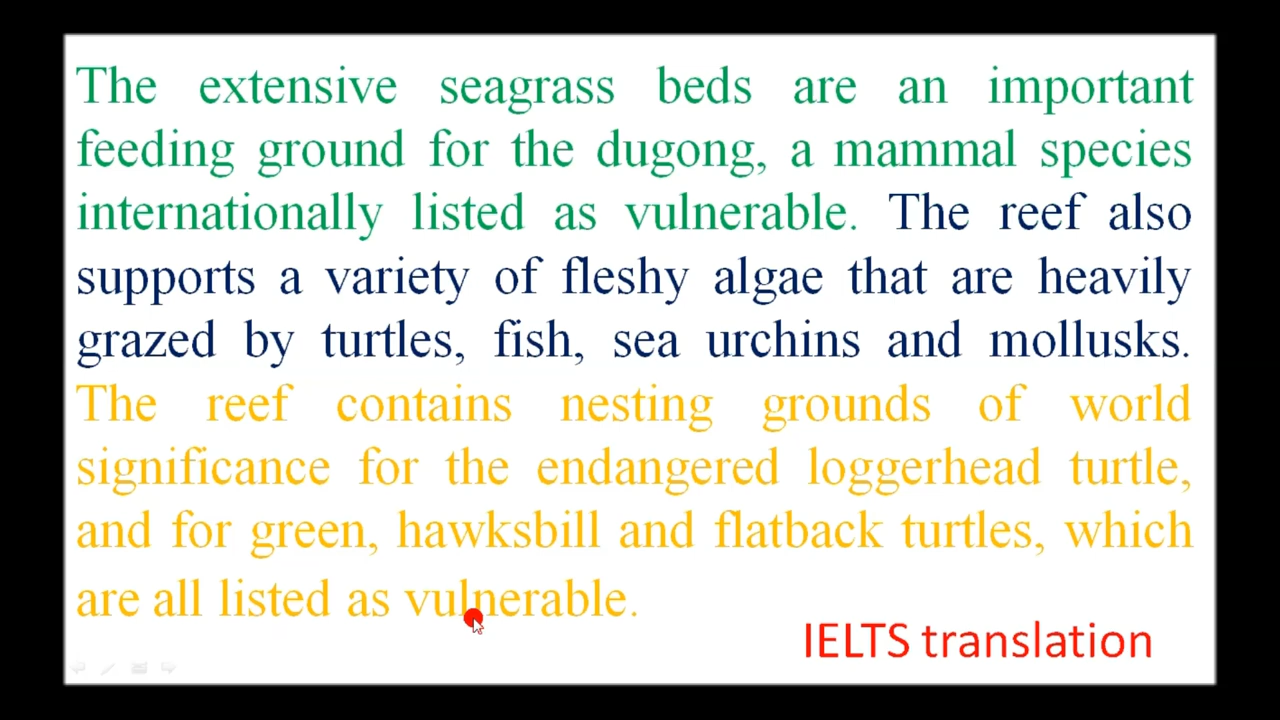 The extensive seagrass beds are an important
feeding ground for the dugong, a mammal species
internationally listed as vulnerable. The reef also
supports a variety of fleshy algae that are heavily
grazed by turtles, fish, sea urchins and mollusks.
The reef contains nesting grounds of world
significance for the endangered loggerhead turtle,
and for green, hawksbill and flatback turtles, which
are all listed as vulnerable.
IELTS translation